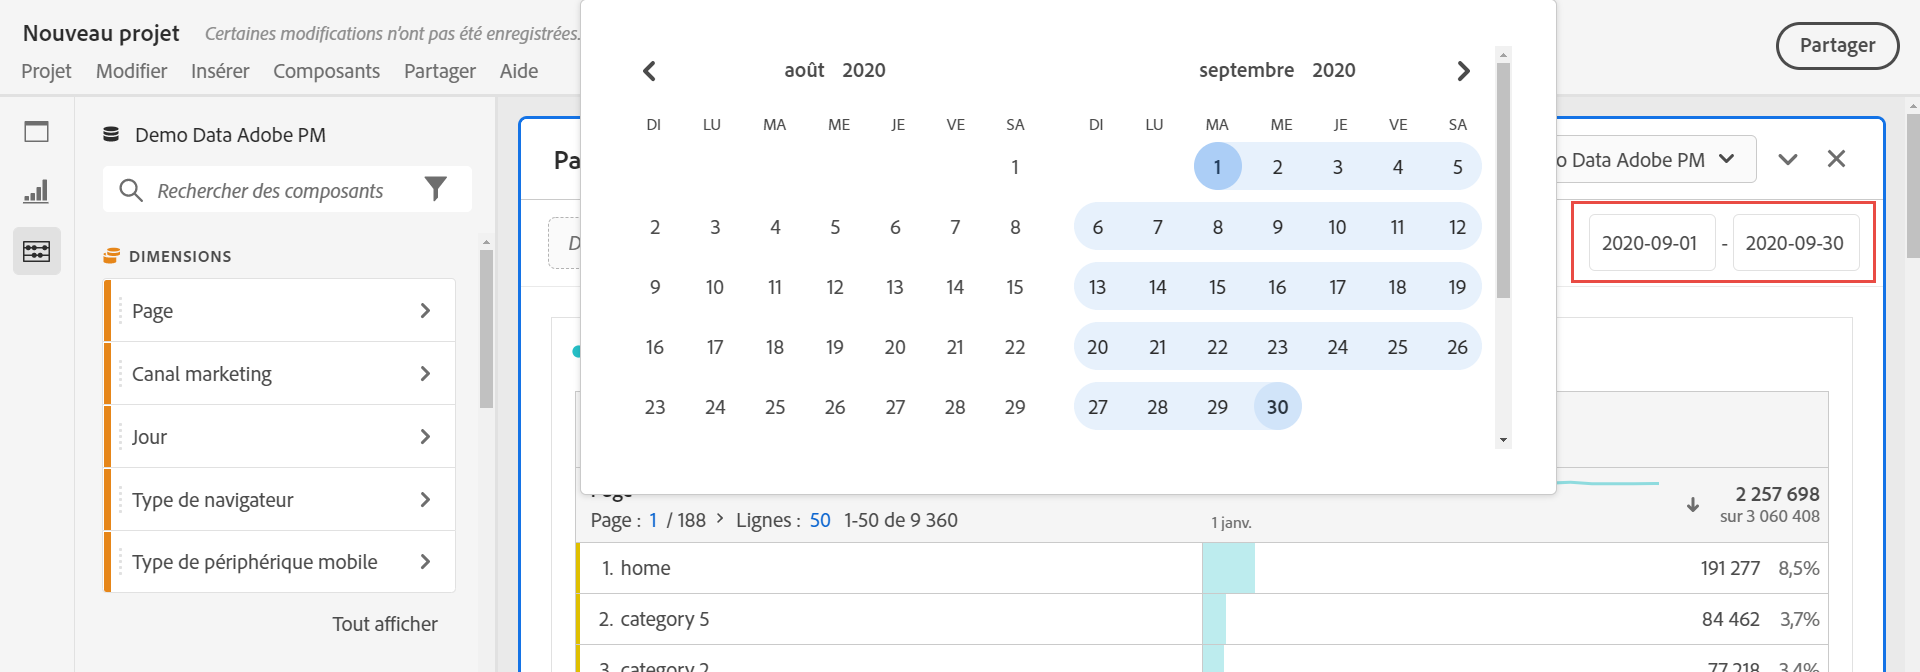 Nouveau projet Certaines modifications n'ont pas été enregistrées.
Projet Modifier Insérer Composants Partager Aide
Partager
Demo Data Adobe PM
Rechercher des composants
DIMENSIONS
Page
Canal marketing
Jour
Type de navigateur
Type de périphérique mobile
Tout afficher
août 2020
DI LU MA ME JE VE SA
1
2 3 4 5 6 7 8
9 10 11 12 13 14 15
16 17 18 19 20 21 22
23 24 25 26 27 28 29
septembre 2020
DI LU MA ME JE VE SA
1 2 3 4 5
6 7 8 9 10 11 12
13 14 15 16 17 18 19
20 21 22 23 24 25 26
27 28 29 30
Pa
o Data Adobe PM
D
2020-09-01 - 2020-09-30
Page
Page : 1 / 188 > Lignes : 50 1-50 de 9 360
1 janv.
2 257 698
sur 3 060 408
1. home 191 277 8,5%
2. category 5 84 462 3,7%
3. category 2 77 218 3,4%